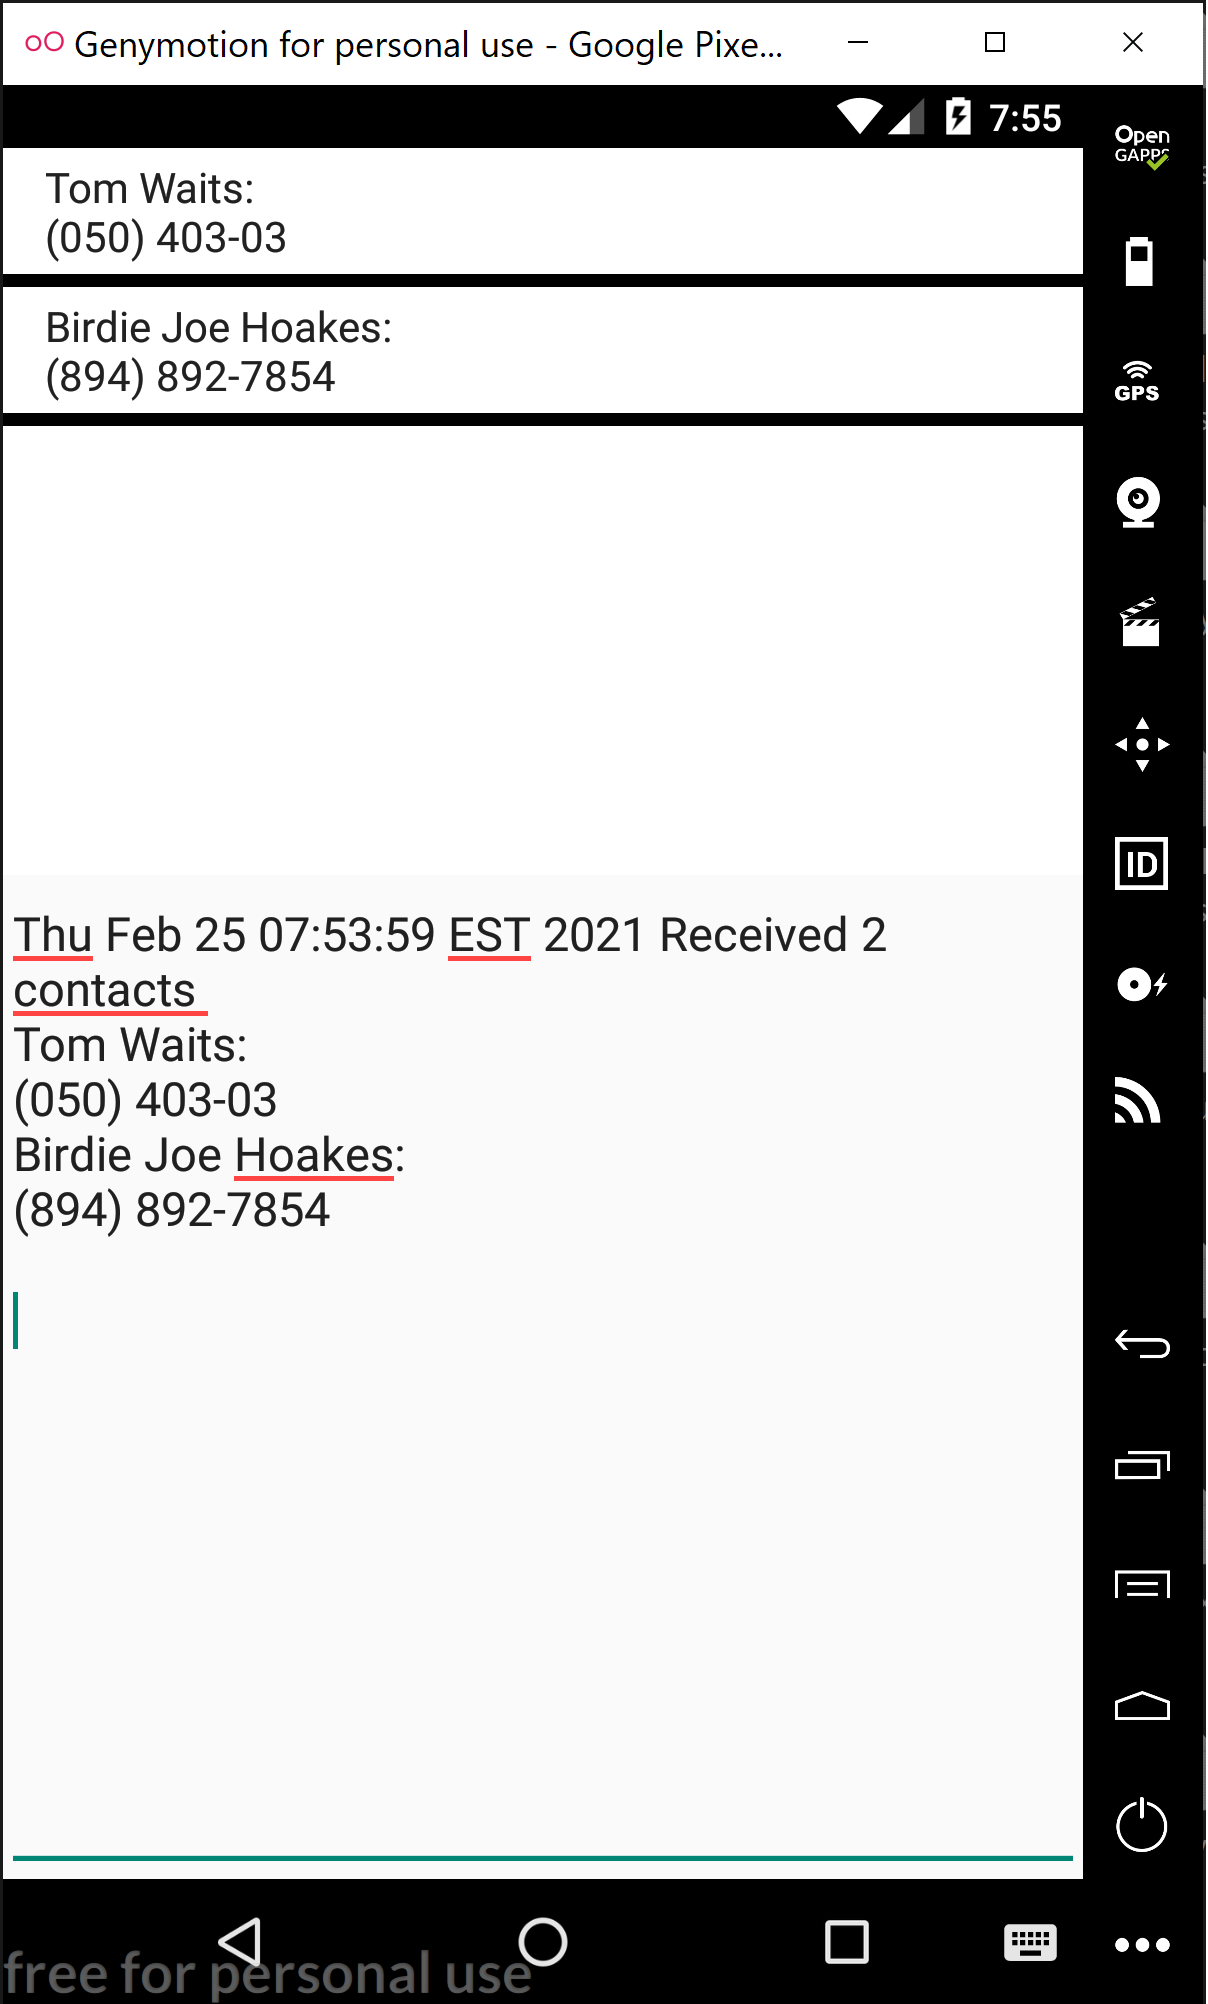 Genymotion for personal use - Google Pixe...
7:55
Open
GAPPS
Tom Waits:
(050) 403-03
Birdie Joe Hoakes:
(894) 892-7854
GPS
ID
Thu Feb 25 07:53:59 EST 2021 Received 2
contacts
Tom Waits:
(050) 403-03
Birdie Joe Hoakes:
(894) 892-7854
free for personal use